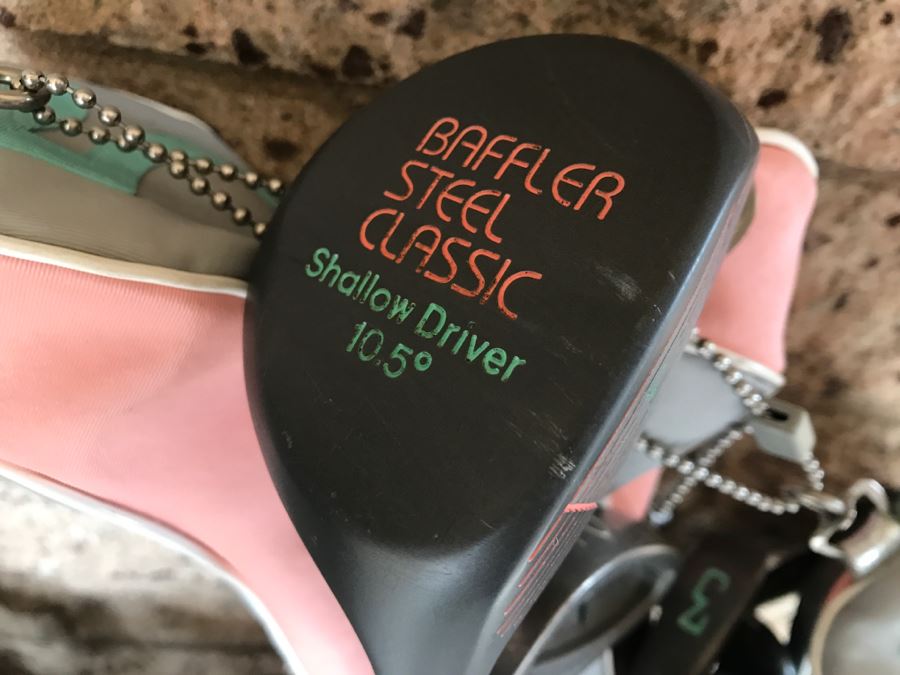 BAFFLER
STEEL
CLASSIC
Shallow Driver
10.5°
3